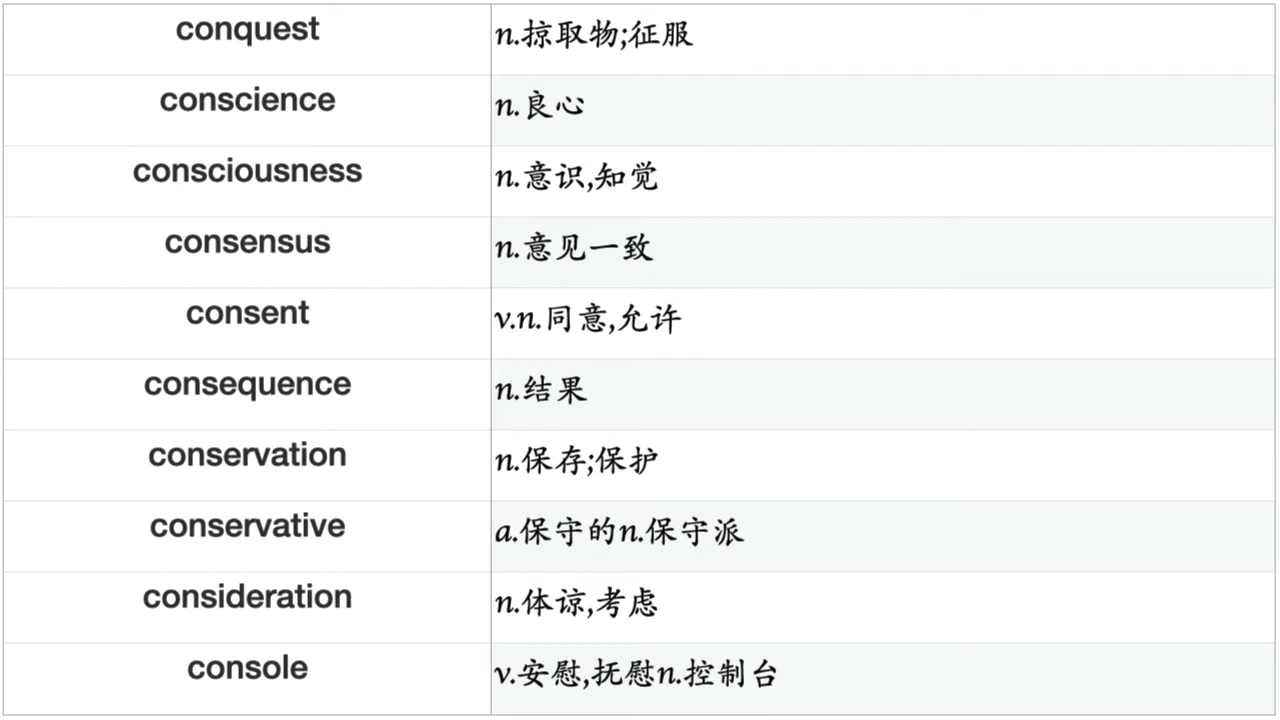 conquest n.掠取物;征服
conscience n.良心
consciousness n.意识,知觉
consensus n.意见一致
consent v.n.同意,允许
consequence n.结果
conservation n.保存;保护
conservative a.保守的n.保守派
consideration n.体谅,考虑
console v.安慰,抚慰n.控制台